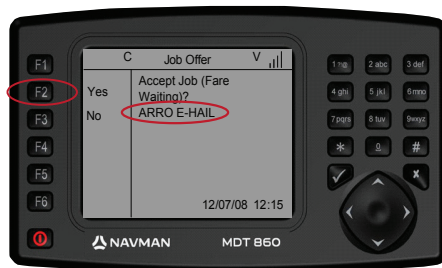 C Job Offer V
Accept Job (Fare
Yes Waiting)?
No ARRO E-HAIL
12/07/08 12:15
F1
F2
F3
F4
F5
F6
1 ?@ 2 abc 3 def
4 ghi 5 jkl 6 mno
7 pqrs 8 tuv 9wxyz
* 0 #
NAVMAN MDT 860